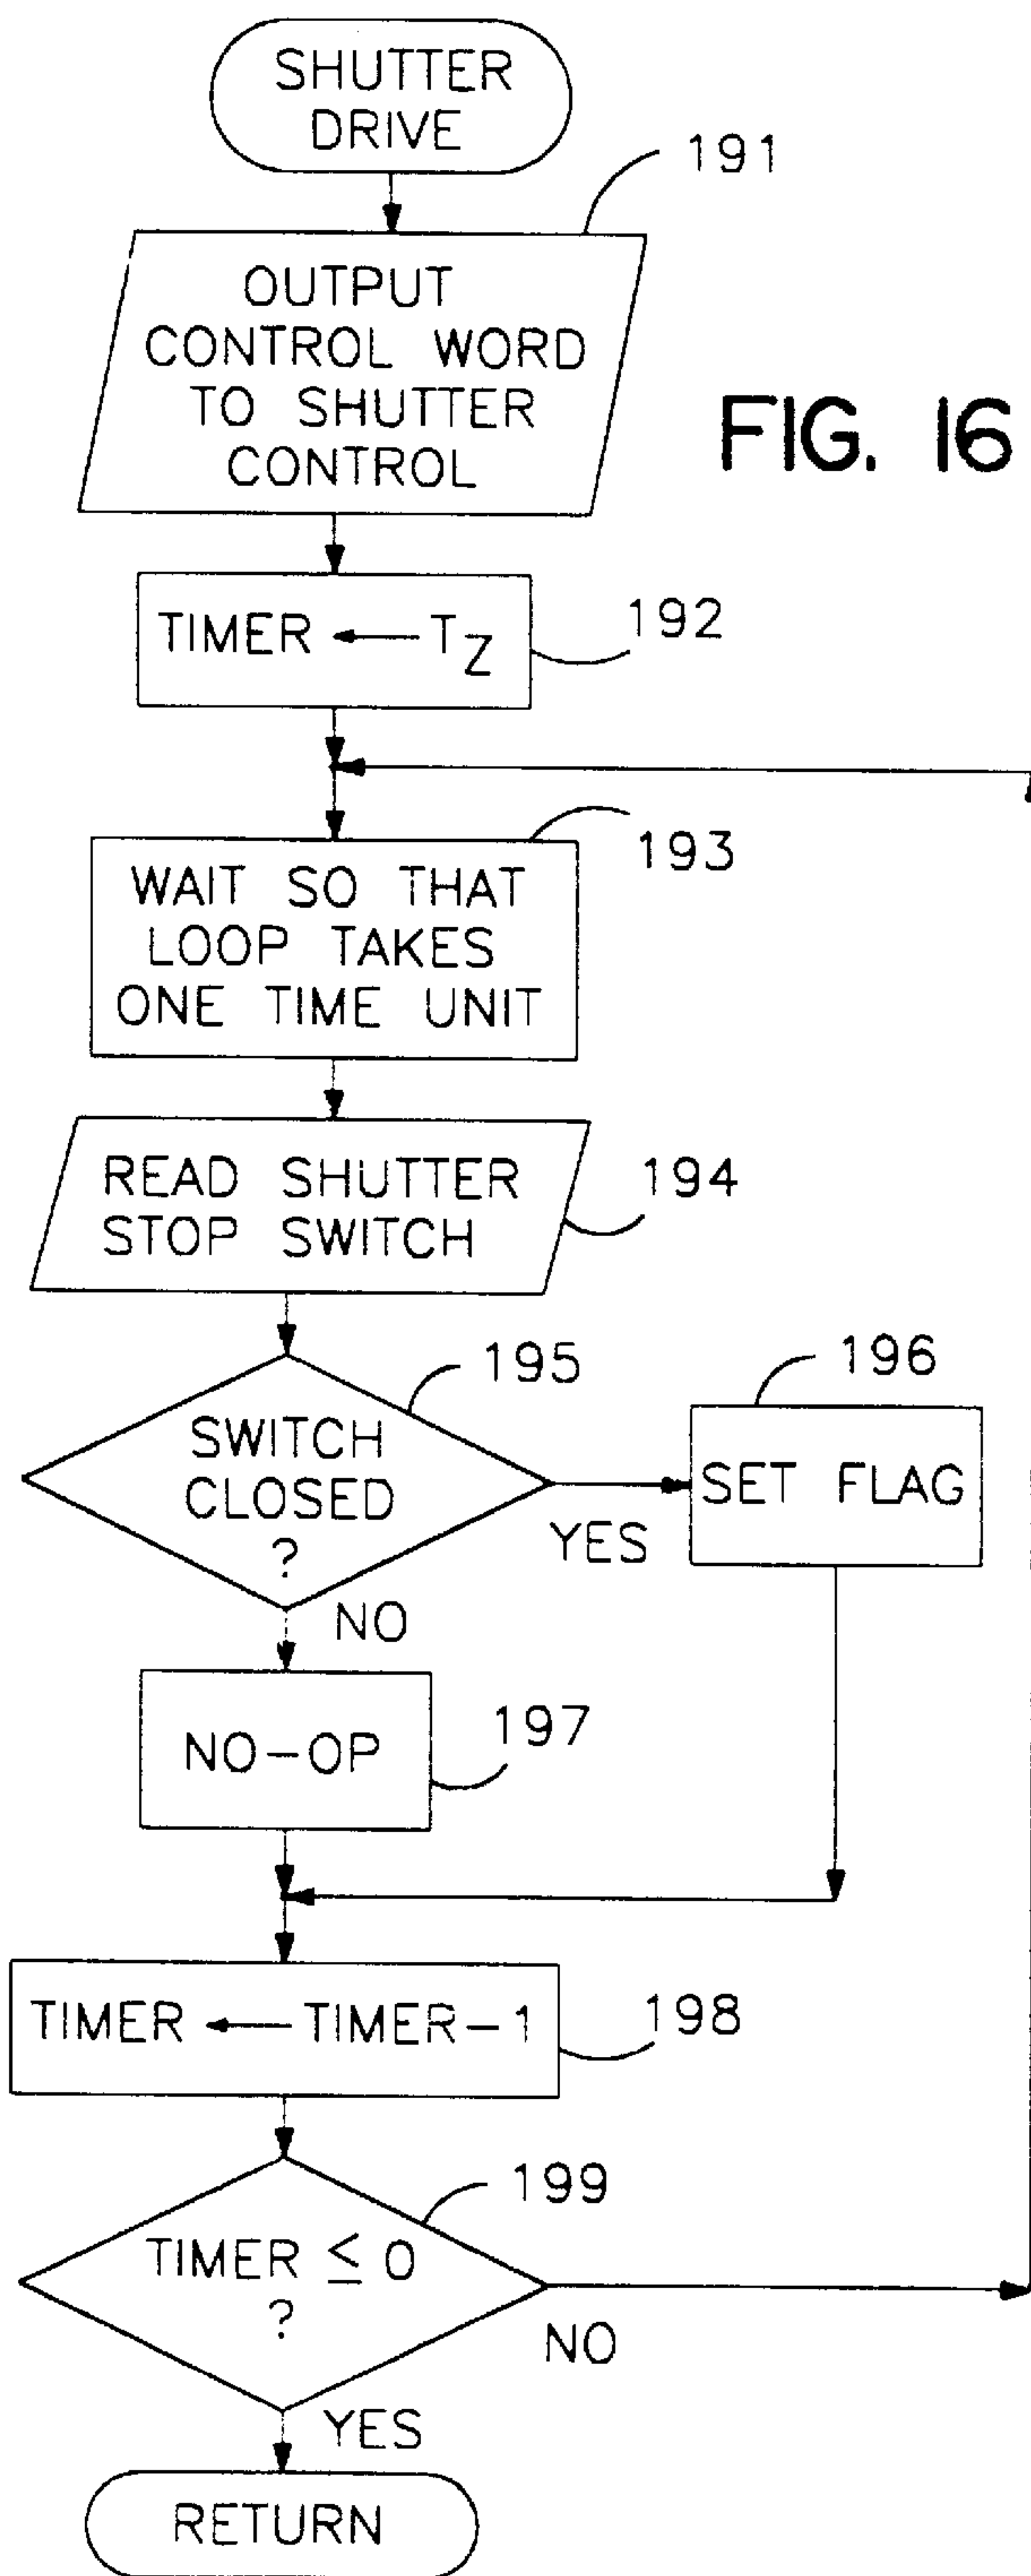 SHUTTER
DRIVE
191
OUTPUT
CONTROL WORD
TO SHUTTER
CONTROL
FIG. 16
TIMER ← TZ
192
193
WAIT SO THAT
LOOP TAKES
ONE TIME UNIT
READ SHUTTER
STOP SWITCH
194
195
SWITCH
CLOSED
?
YES
196
SET FLAG
NO
NO-OP
197
TIMER ← TIMER-1
198
199
TIMER ≤ 0
?
NO
YES
RETURN